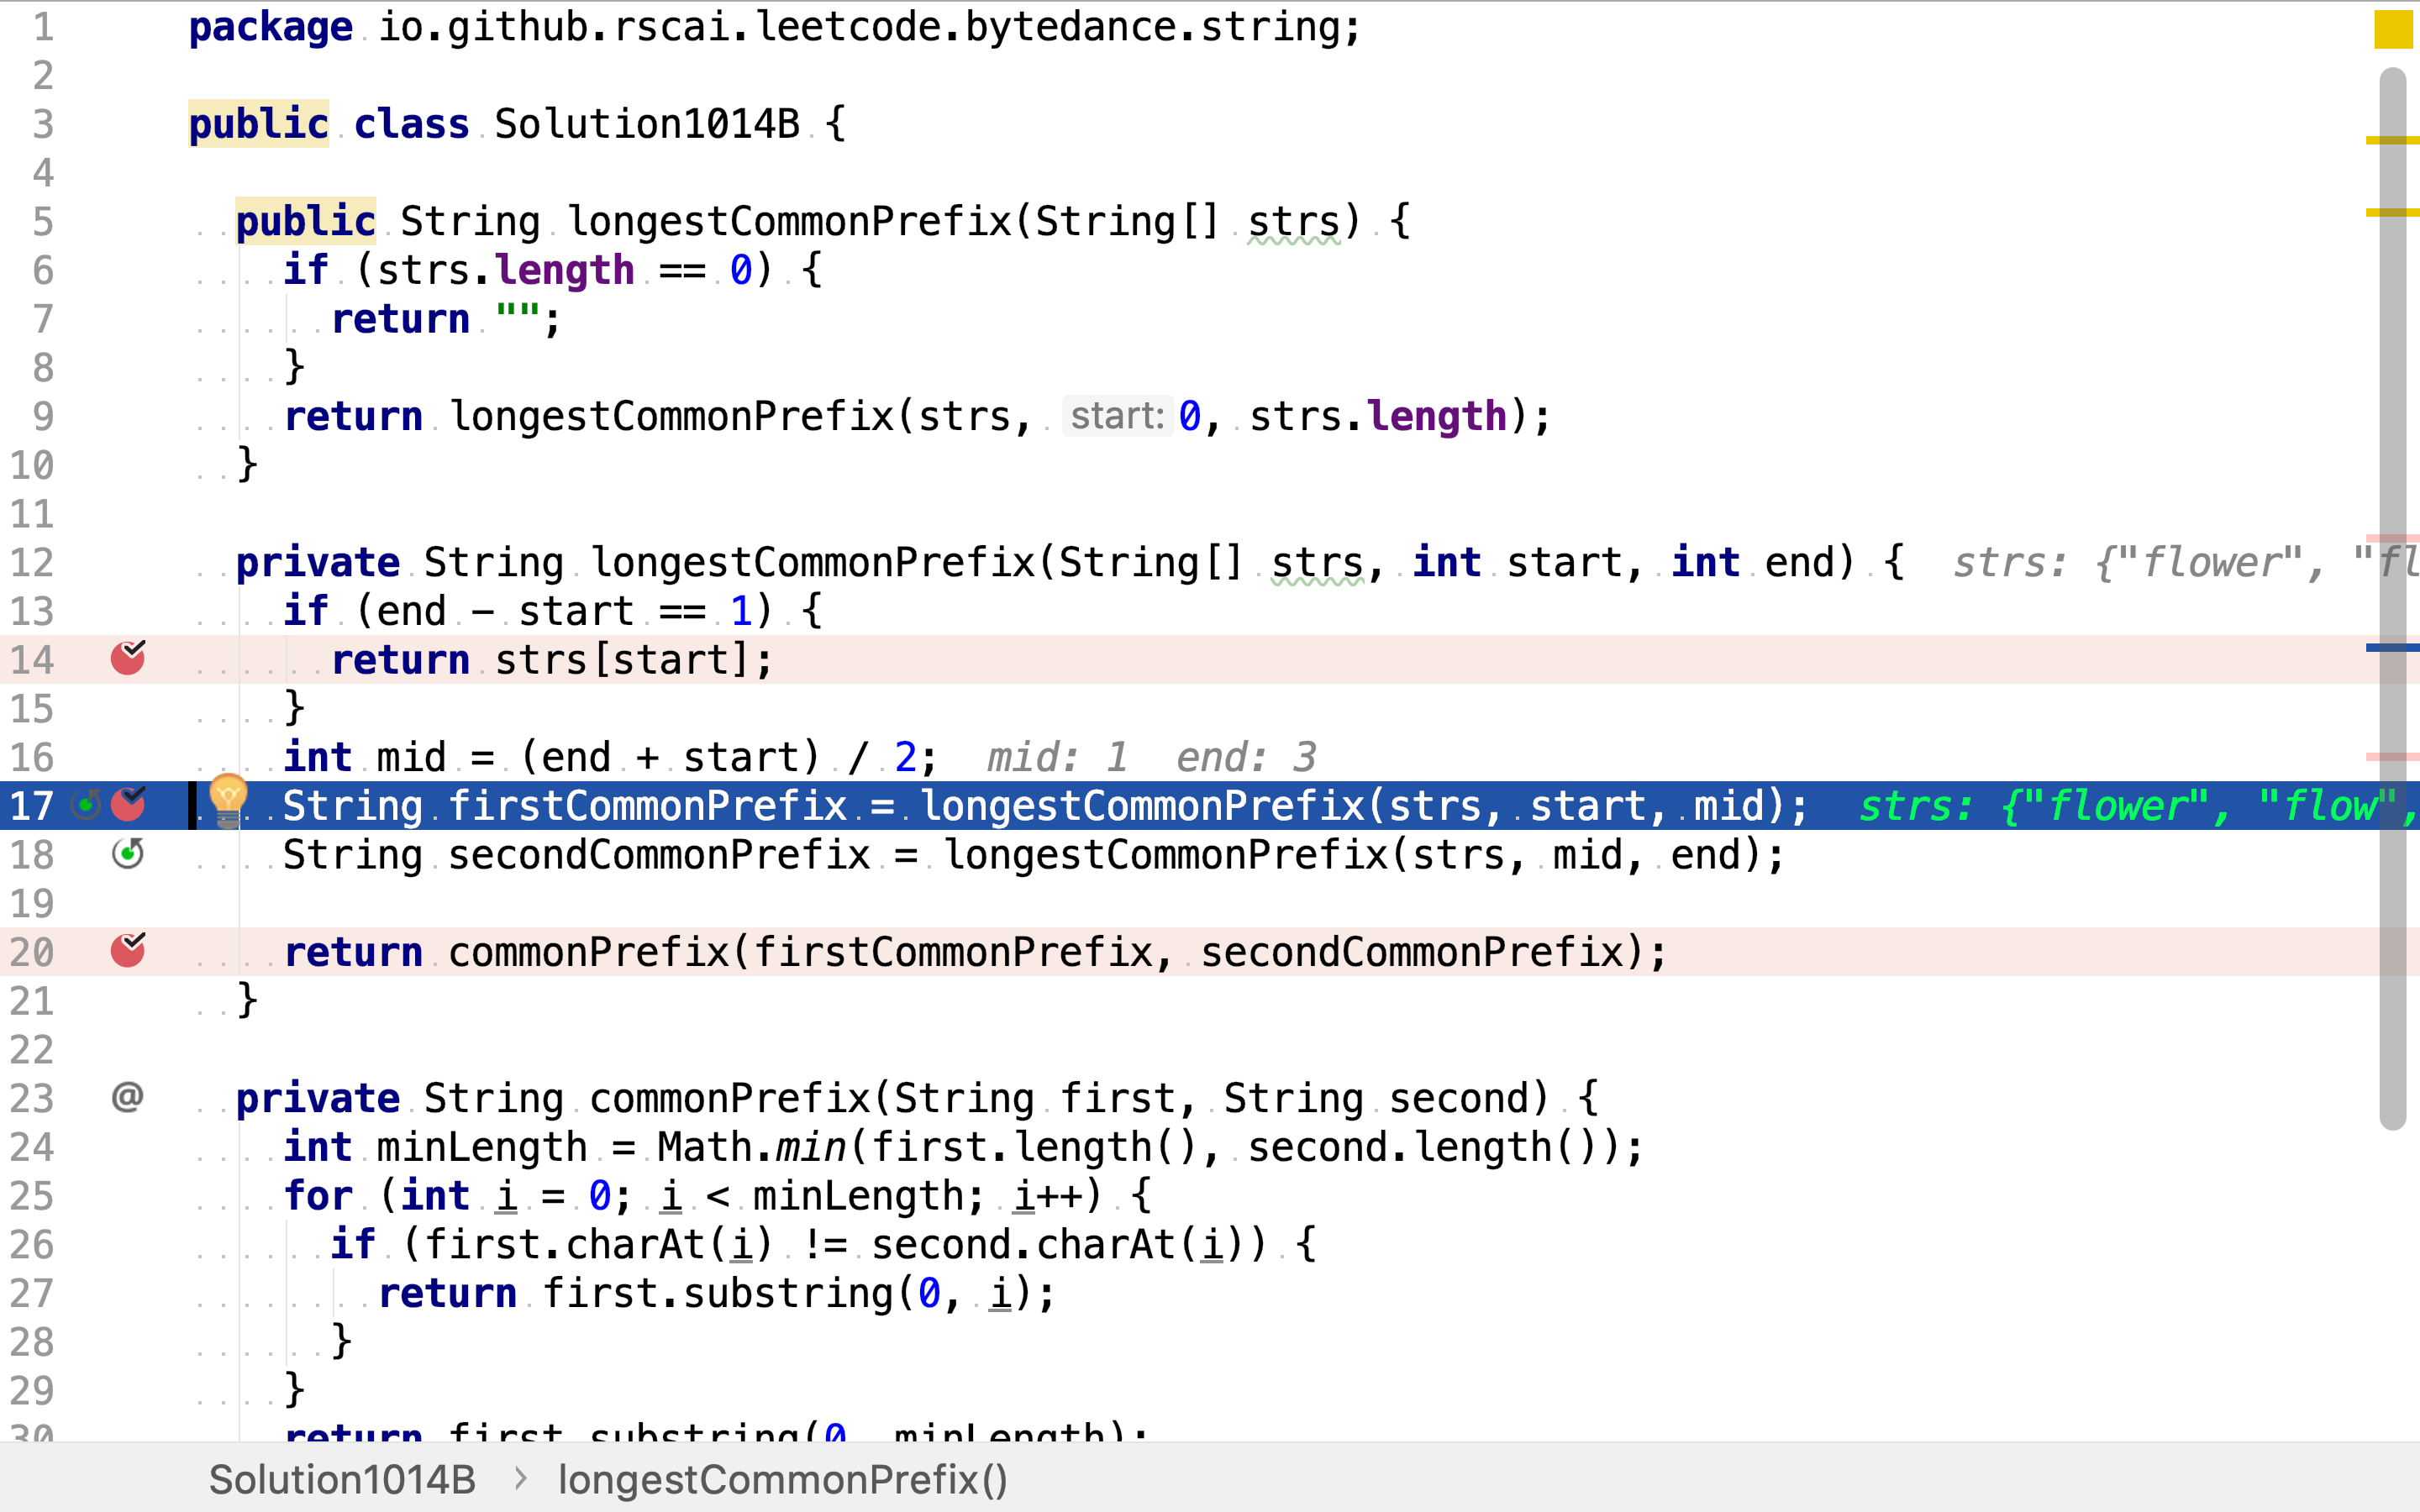 1 package io.github.rscai.leetcode.bytedance.string;
2
3 public class Solution1014B {
4
5 public String longestCommonPrefix(String[] strs) {
6 if (strs.length == 0) {
7 return "";
8 }
9 return longestCommonPrefix(strs, start: 0, strs.length);
10 }
11
12 private String longestCommonPrefix(String[] strs, int start, int end) { strs: {"flower", "fl
13 if (end - start == 1) {
14 return strs[start];
15 }
16 int mid = (end + start) / 2; mid: 1 end: 3
17 String firstCommonPrefix = longestCommonPrefix(strs, start, mid); strs: {"flower", "flow",
18 String secondCommonPrefix = longestCommonPrefix(strs, mid, end);
19
20 return commonPrefix(firstCommonPrefix, secondCommonPrefix);
21 }
22
23 @ private String commonPrefix(String first, String second) {
24 int minLength = Math.min(first.length(), second.length());
25 for (int i = 0; i < minLength; i++) {
26 if (first.charAt(i) != second.charAt(i)) {
27 return first.substring(0, i);
28 }
29 }
30 return first.substring(0, minLength);
Solution1014B > longestCommonPrefix()